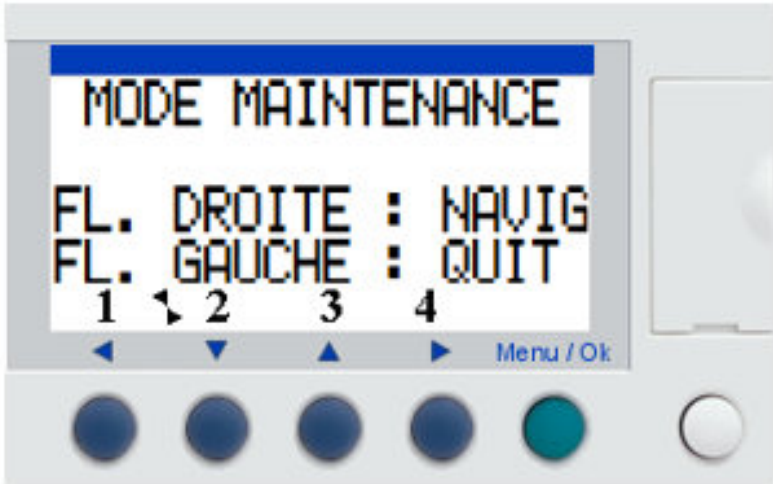 MODE MAINTENANCE
FL. DROITE : NAVIG
FL. GAUCHE : QUIT
1 2 3 4
Menu / Ok